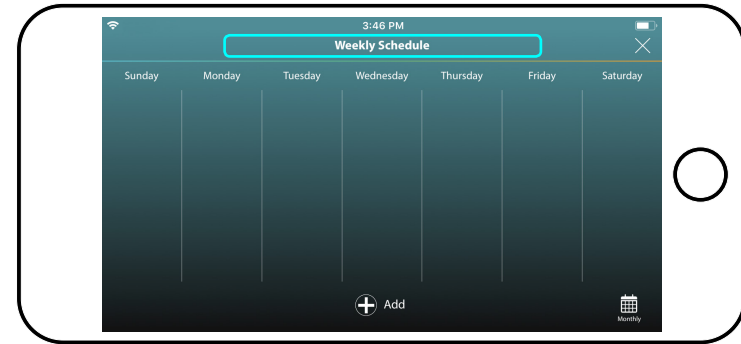 3:46 PM
Weekly Schedule
Sunday Monday Tuesday Wednesday Thursday Friday Saturday
Add
Monthly